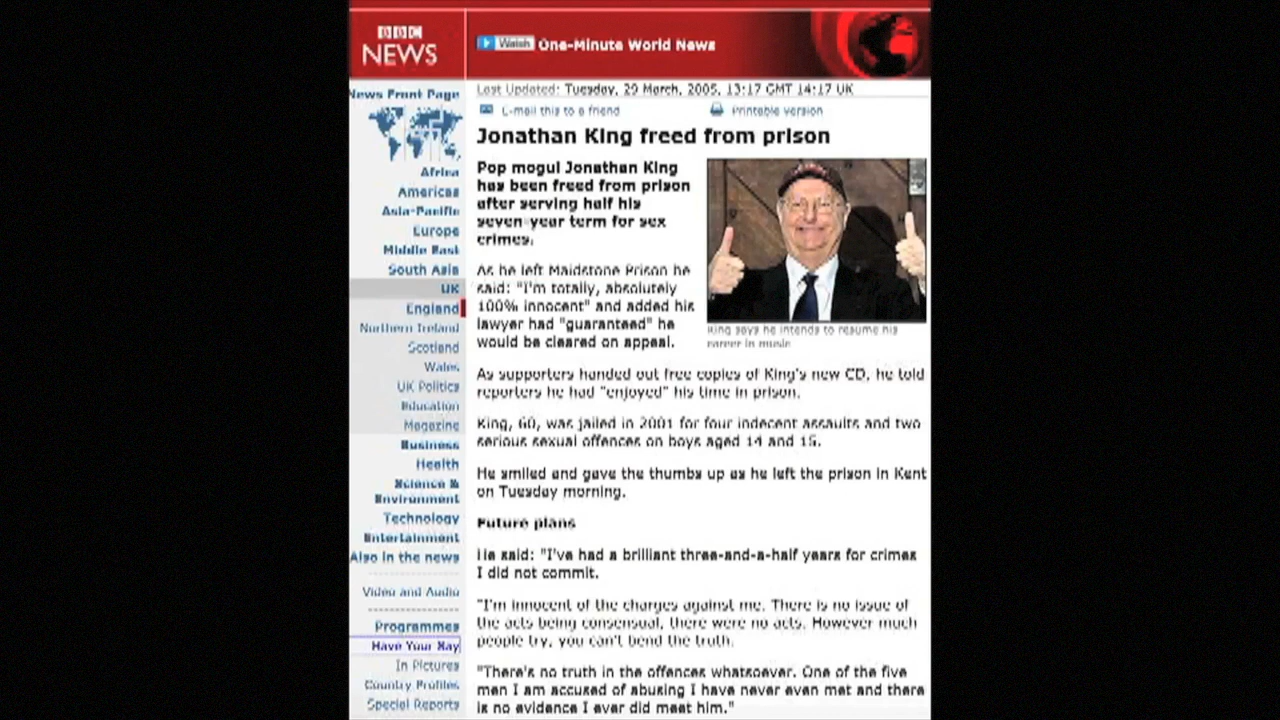 BBC
NEWS
Watch One-Minute World News
News Front Page
Africa
Americas
Asia-Pacific
Europe
Middle East
South Asia
UK
England
Northern Ireland
Scotland
Wales
UK Politics
Education
Magazine
Business
Health
Science &
Environment
Technology
Entertainment
Also in the news
Video and Audio
Programmes
Have Your Say
In Pictures
Country Profiles
Special Reports
Last Updated: Tuesday, 29 March, 2005, 13:17 GMT 14:17 UK
E-mail this to a friend
Printable version
Jonathan King freed from prison
Pop mogul Jonathan King
has been freed from prison
after serving half his
seven-year term for sex
crimes.
King says he intends to resume his
career in music
As he left Maidstone Prison he
said: "I'm totally, absolutely
100% innocent" and added his
lawyer had "guaranteed" he
would be cleared on appeal.
As supporters handed out free copies of King's new CD, he told
reporters he had "enjoyed" his time in prison.
King, 60, was jailed in 2001 for four indecent assaults and two
serious sexual offences on boys aged 14 and 15.
He smiled and gave the thumbs up as he left the prison in Kent
on Tuesday morning.
Future plans
He said: "I've had a brilliant three-and-a-half years for crimes
I did not commit.
"I'm innocent of the charges against me. There is no issue of
the acts being consensual, there were no acts. However much
people try, you can't bend the truth.
"There's no truth in the offences whatsoever. One of the five
men I am accused of abusing I have never even met and there
is no evidence I ever did meet him."